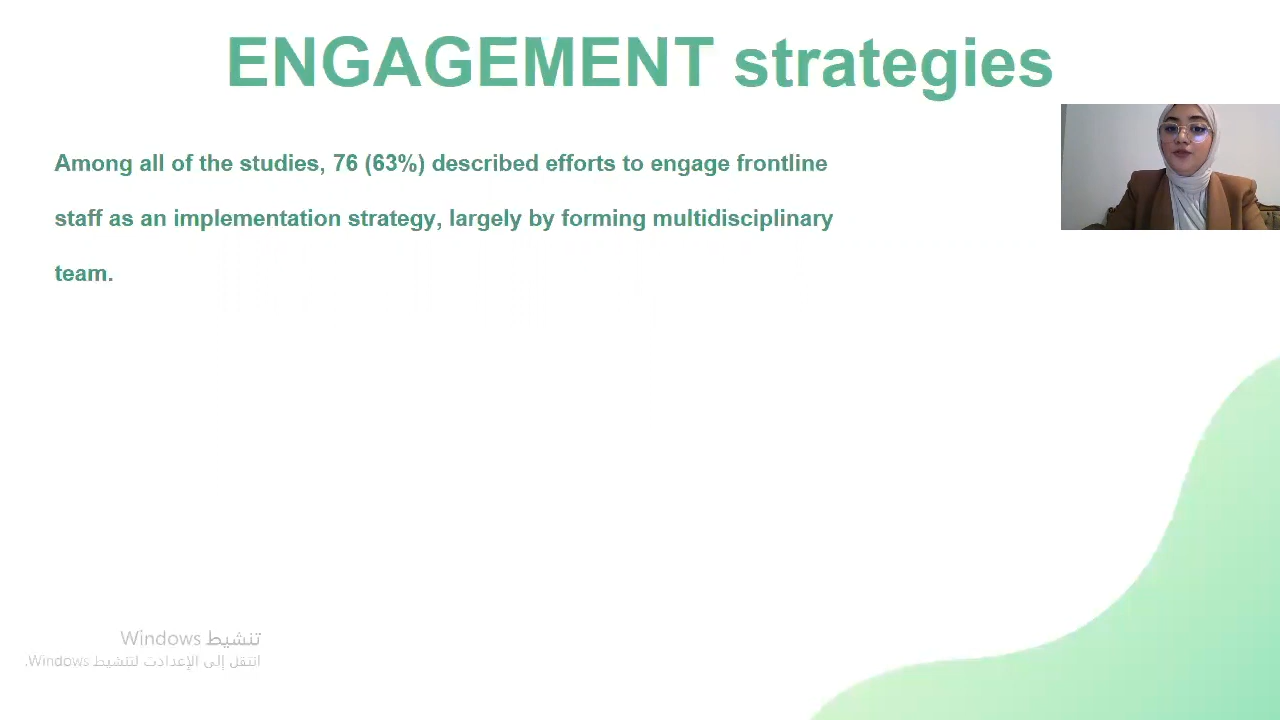 ENGAGEMENT strategies
Among all of the studies, 76 (63%) described efforts to engage frontline
staff as an implementation strategy, largely by forming multidisciplinary
team.
تنشيط Windows
انتقل إلى الإعدادت لتنشيط Windows.